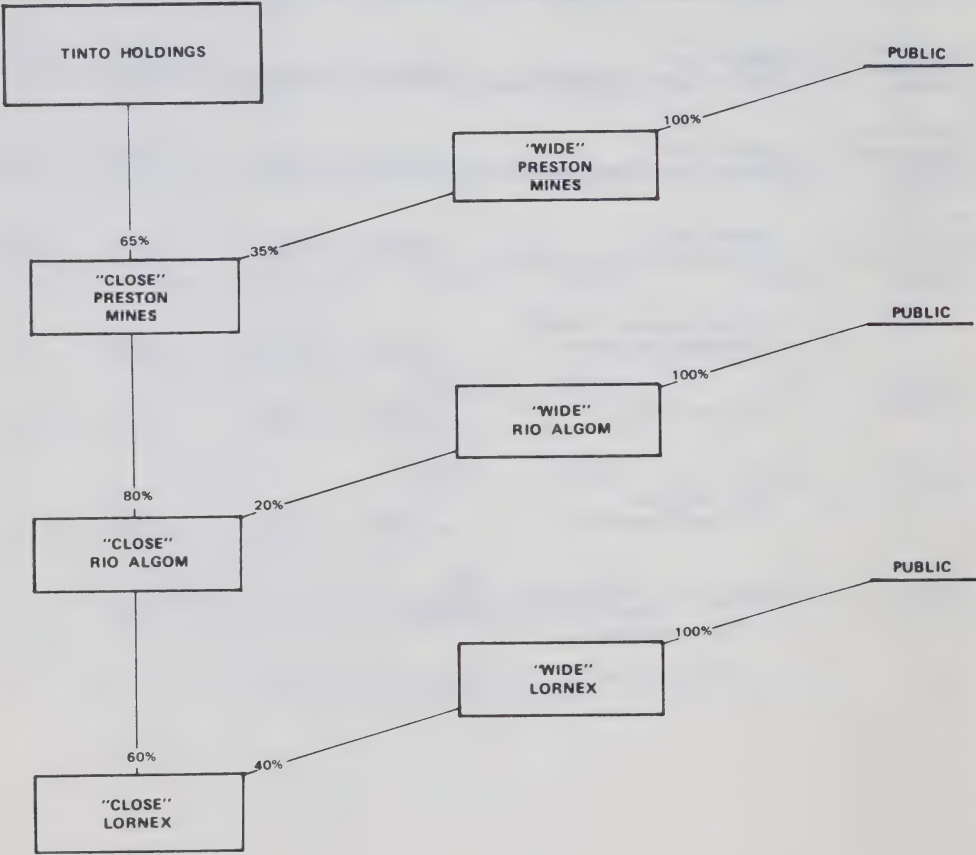 TINTO HOLDINGS
PUBLIC
100%
"WIDE"
PRESTON
MINES
65%
35%
"CLOSE"
PRESTON
MINES
PUBLIC
100%
"WIDE"
RIO ALGOM
80%
20%
"CLOSE"
RIO ALGOM
PUBLIC
100%
"WIDE"
LORNEX
60%
40%
"CLOSE"
LORNEX